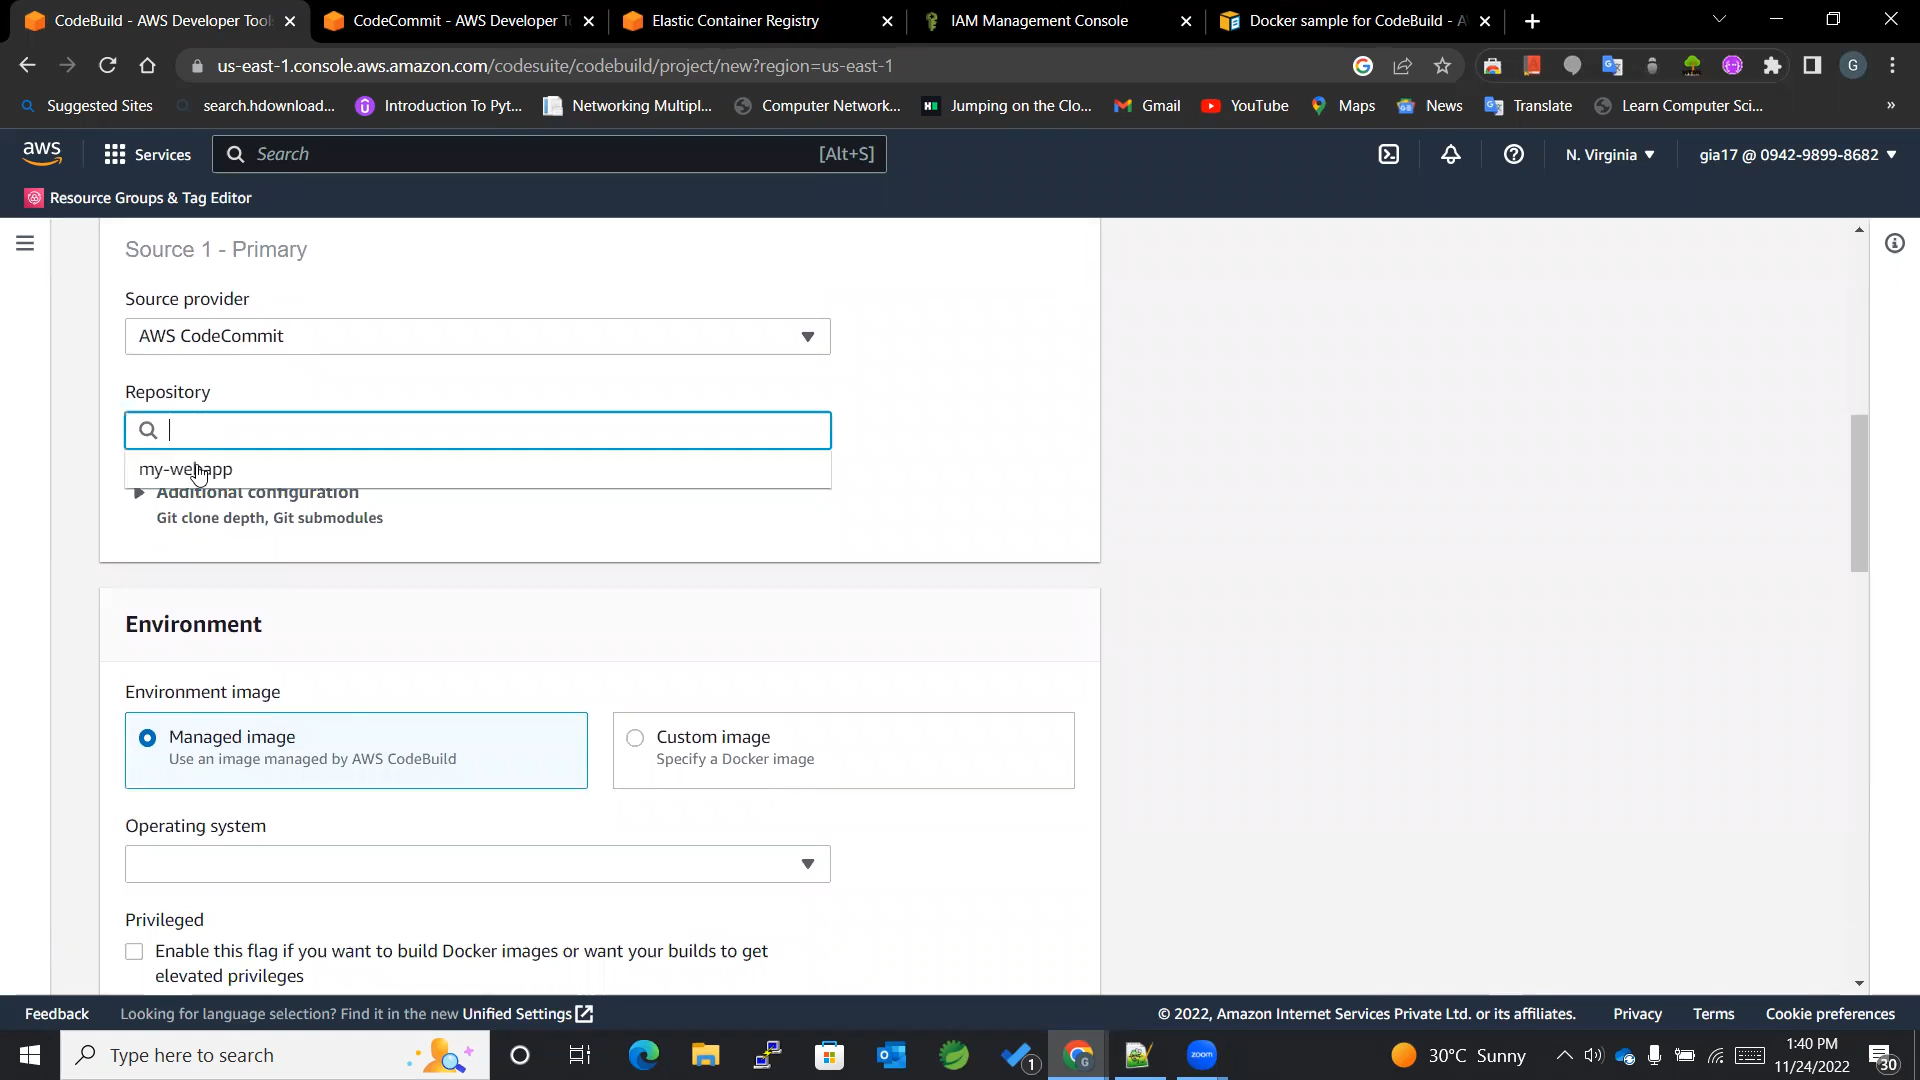 CodeBuild - AWS Developer Tool
CodeCommit - AWS Developer T
Elastic Container Registry
IAM Management Console
Docker sample for CodeBuild - A
us-east-1.console.aws.amazon.com/codesuite/codebuild/project/new?region=us-east-1
G
Suggested Sites
search.hdownload...
Introduction To Pyt...
Networking Multipl...
Computer Network...
Jumping on the Clo...
Gmail
YouTube
Maps
News
Translate
Learn Computer Sci...
»
aws
Services
Search
[Alt+S]
N. Virginia
gia17 @ 0942-9899-8682
Resource Groups & Tag Editor
Source 1 - Primary
Source provider
AWS CodeCommit
Repository
my-webapp
Additional configuration
Git clone depth, Git submodules
Environment
Environment image
Managed image
Use an image managed by AWS CodeBuild
Custom image
Specify a Docker image
Operating system
Privileged
Enable this flag if you want to build Docker images or want your builds to get
elevated privileges
Feedback
Looking for language selection? Find it in the new Unified Settings
© 2022, Amazon Internet Services Private Ltd. or its affiliates.
Privacy
Terms
Cookie preferences
Type here to search
1
zoom
30°C Sunny
1:40 PM
11/24/2022
30